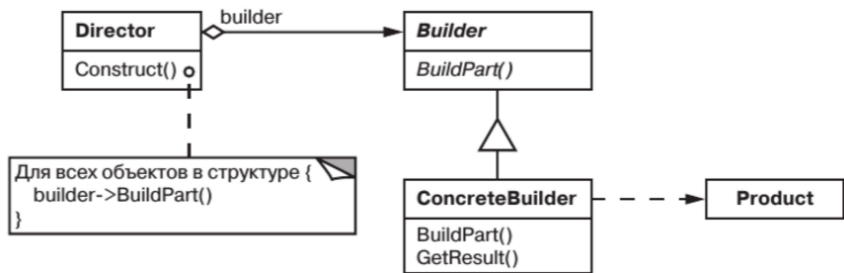 Director
Construct()
builder
Builder
BuildPart()
Для всех объектов в структуре {
builder->BuildPart()
}
ConcreteBuilder
BuildPart()
GetResult()
Product